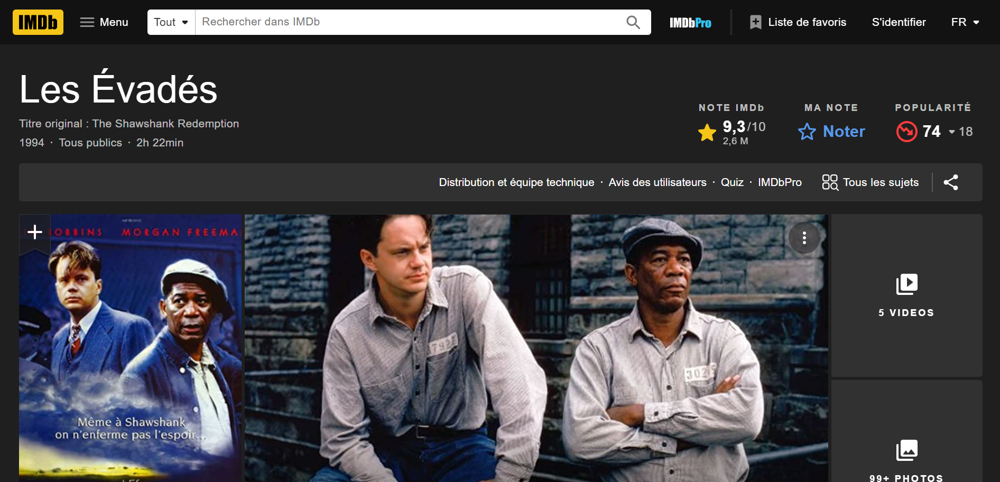 IMDb Menu Tout Rechercher dans IMDb IMDbPro Liste de favoris S'identifier FR
Les Évadés
Titre original : The Shawshank Redemption
1994 · Tous publics · 2h 22min
NOTE IMDb
9,3/10
2,6 M
MA NOTE
Noter
POPULARITÉ
74 18
Distribution et équipe technique · Avis des utilisateurs · Quiz · IMDbPro Tous les sujets
MORGAN FREEMA
Même à Shawshank
on n'enferme pas l'espoir...
5 VIDEOS
99+ PHOTOS